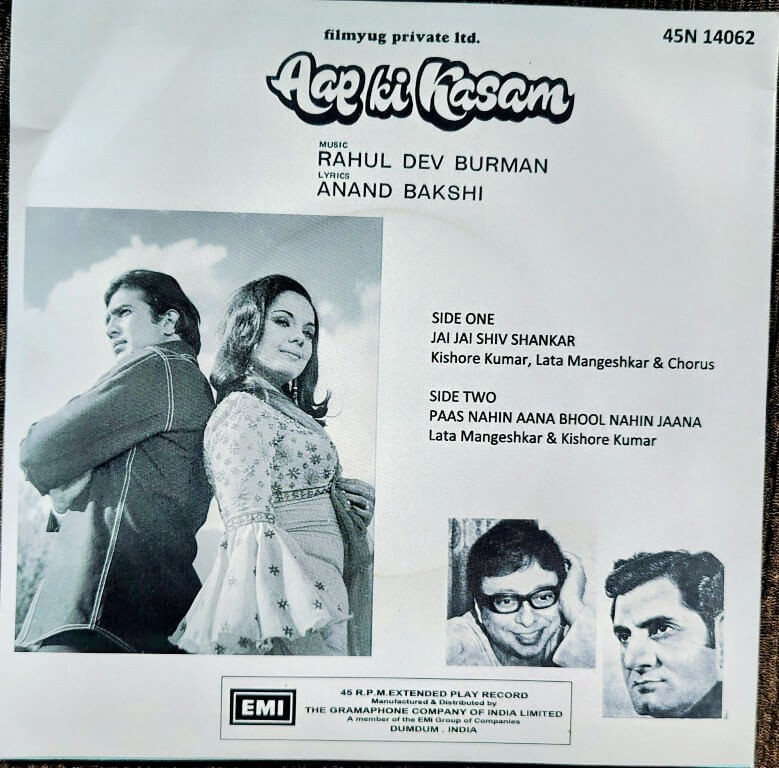 filmyug private ltd.
45N 14062
Aap ki Kasam
MUSIC
RAHUL DEV BURMAN
LYRICS
ANAND BAKSHI
SIDE ONE
JAI JAI SHIV SHANKAR
Kishore Kumar, Lata Mangeshkar & Chorus
SIDE TWO
PAAS NAHIN AANA BHOOL NAHIN JAANA
Lata Mangeshkar & Kishore Kumar
EMI
45 R.P.M. EXTENDED PLAY RECORD
Manufactured & Distributed by
THE GRAMAPHONE COMPANY OF INDIA LIMITED
A member of the EMI Group of Companies
DUMDUM . INDIA